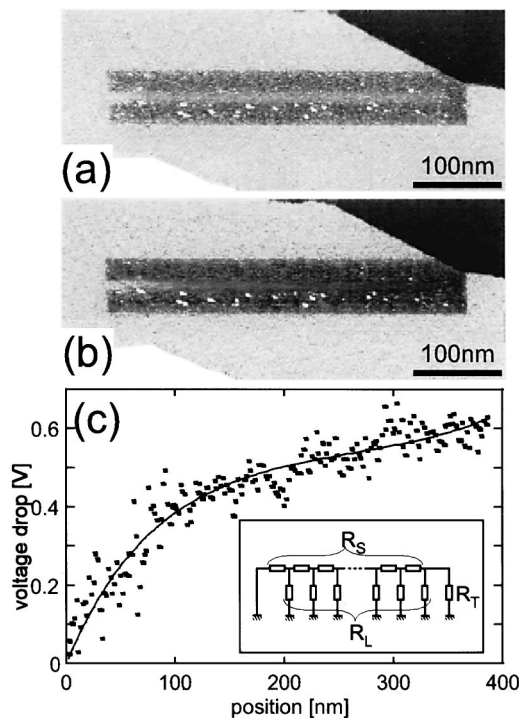 (a)
100nm
(b)
100nm
(c)
voltage drop [V]
0.6
0.4
0.2
0
R_S
R_T
R_L
0
100
200
300
400
position [nm]